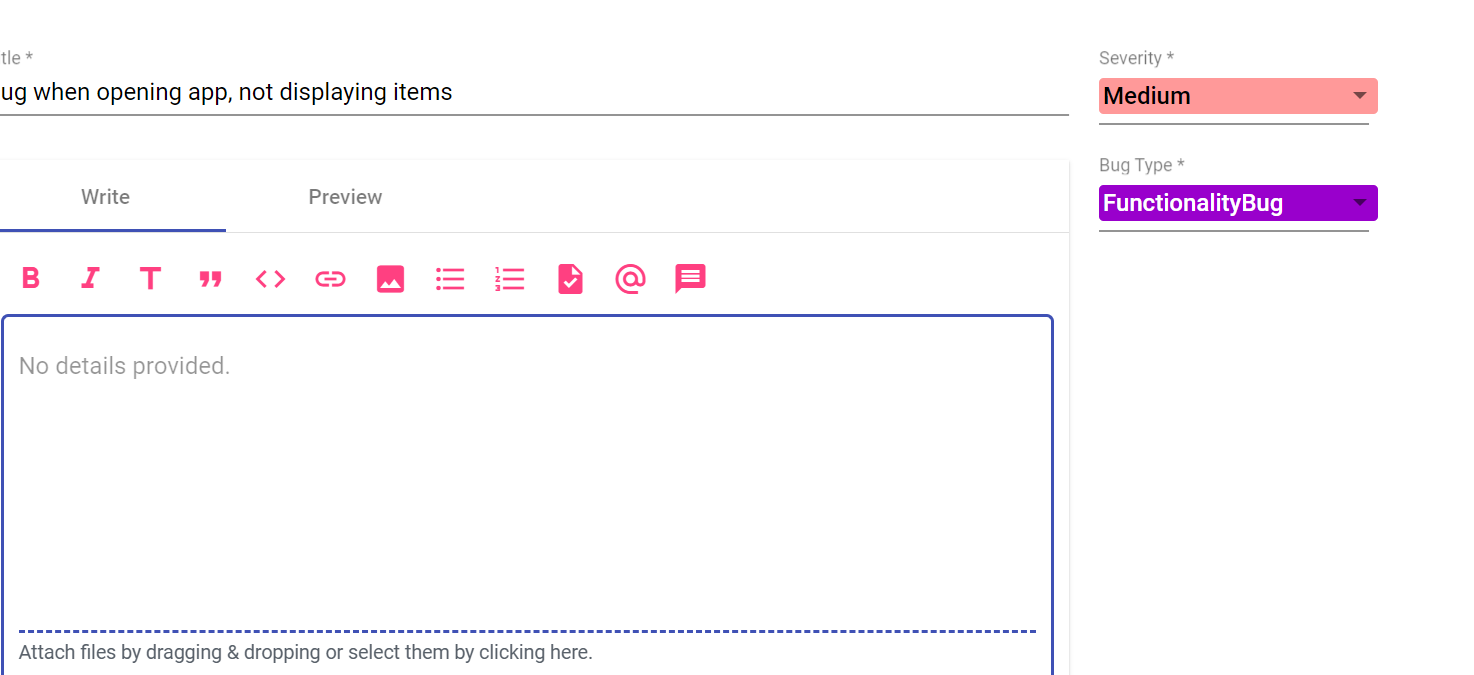 tle *
ug when opening app, not displaying items
Severity *
Medium
Bug Type *
FunctionalityBug
Write
Preview
No details provided.
Attach files by dragging & dropping or select them by clicking here.